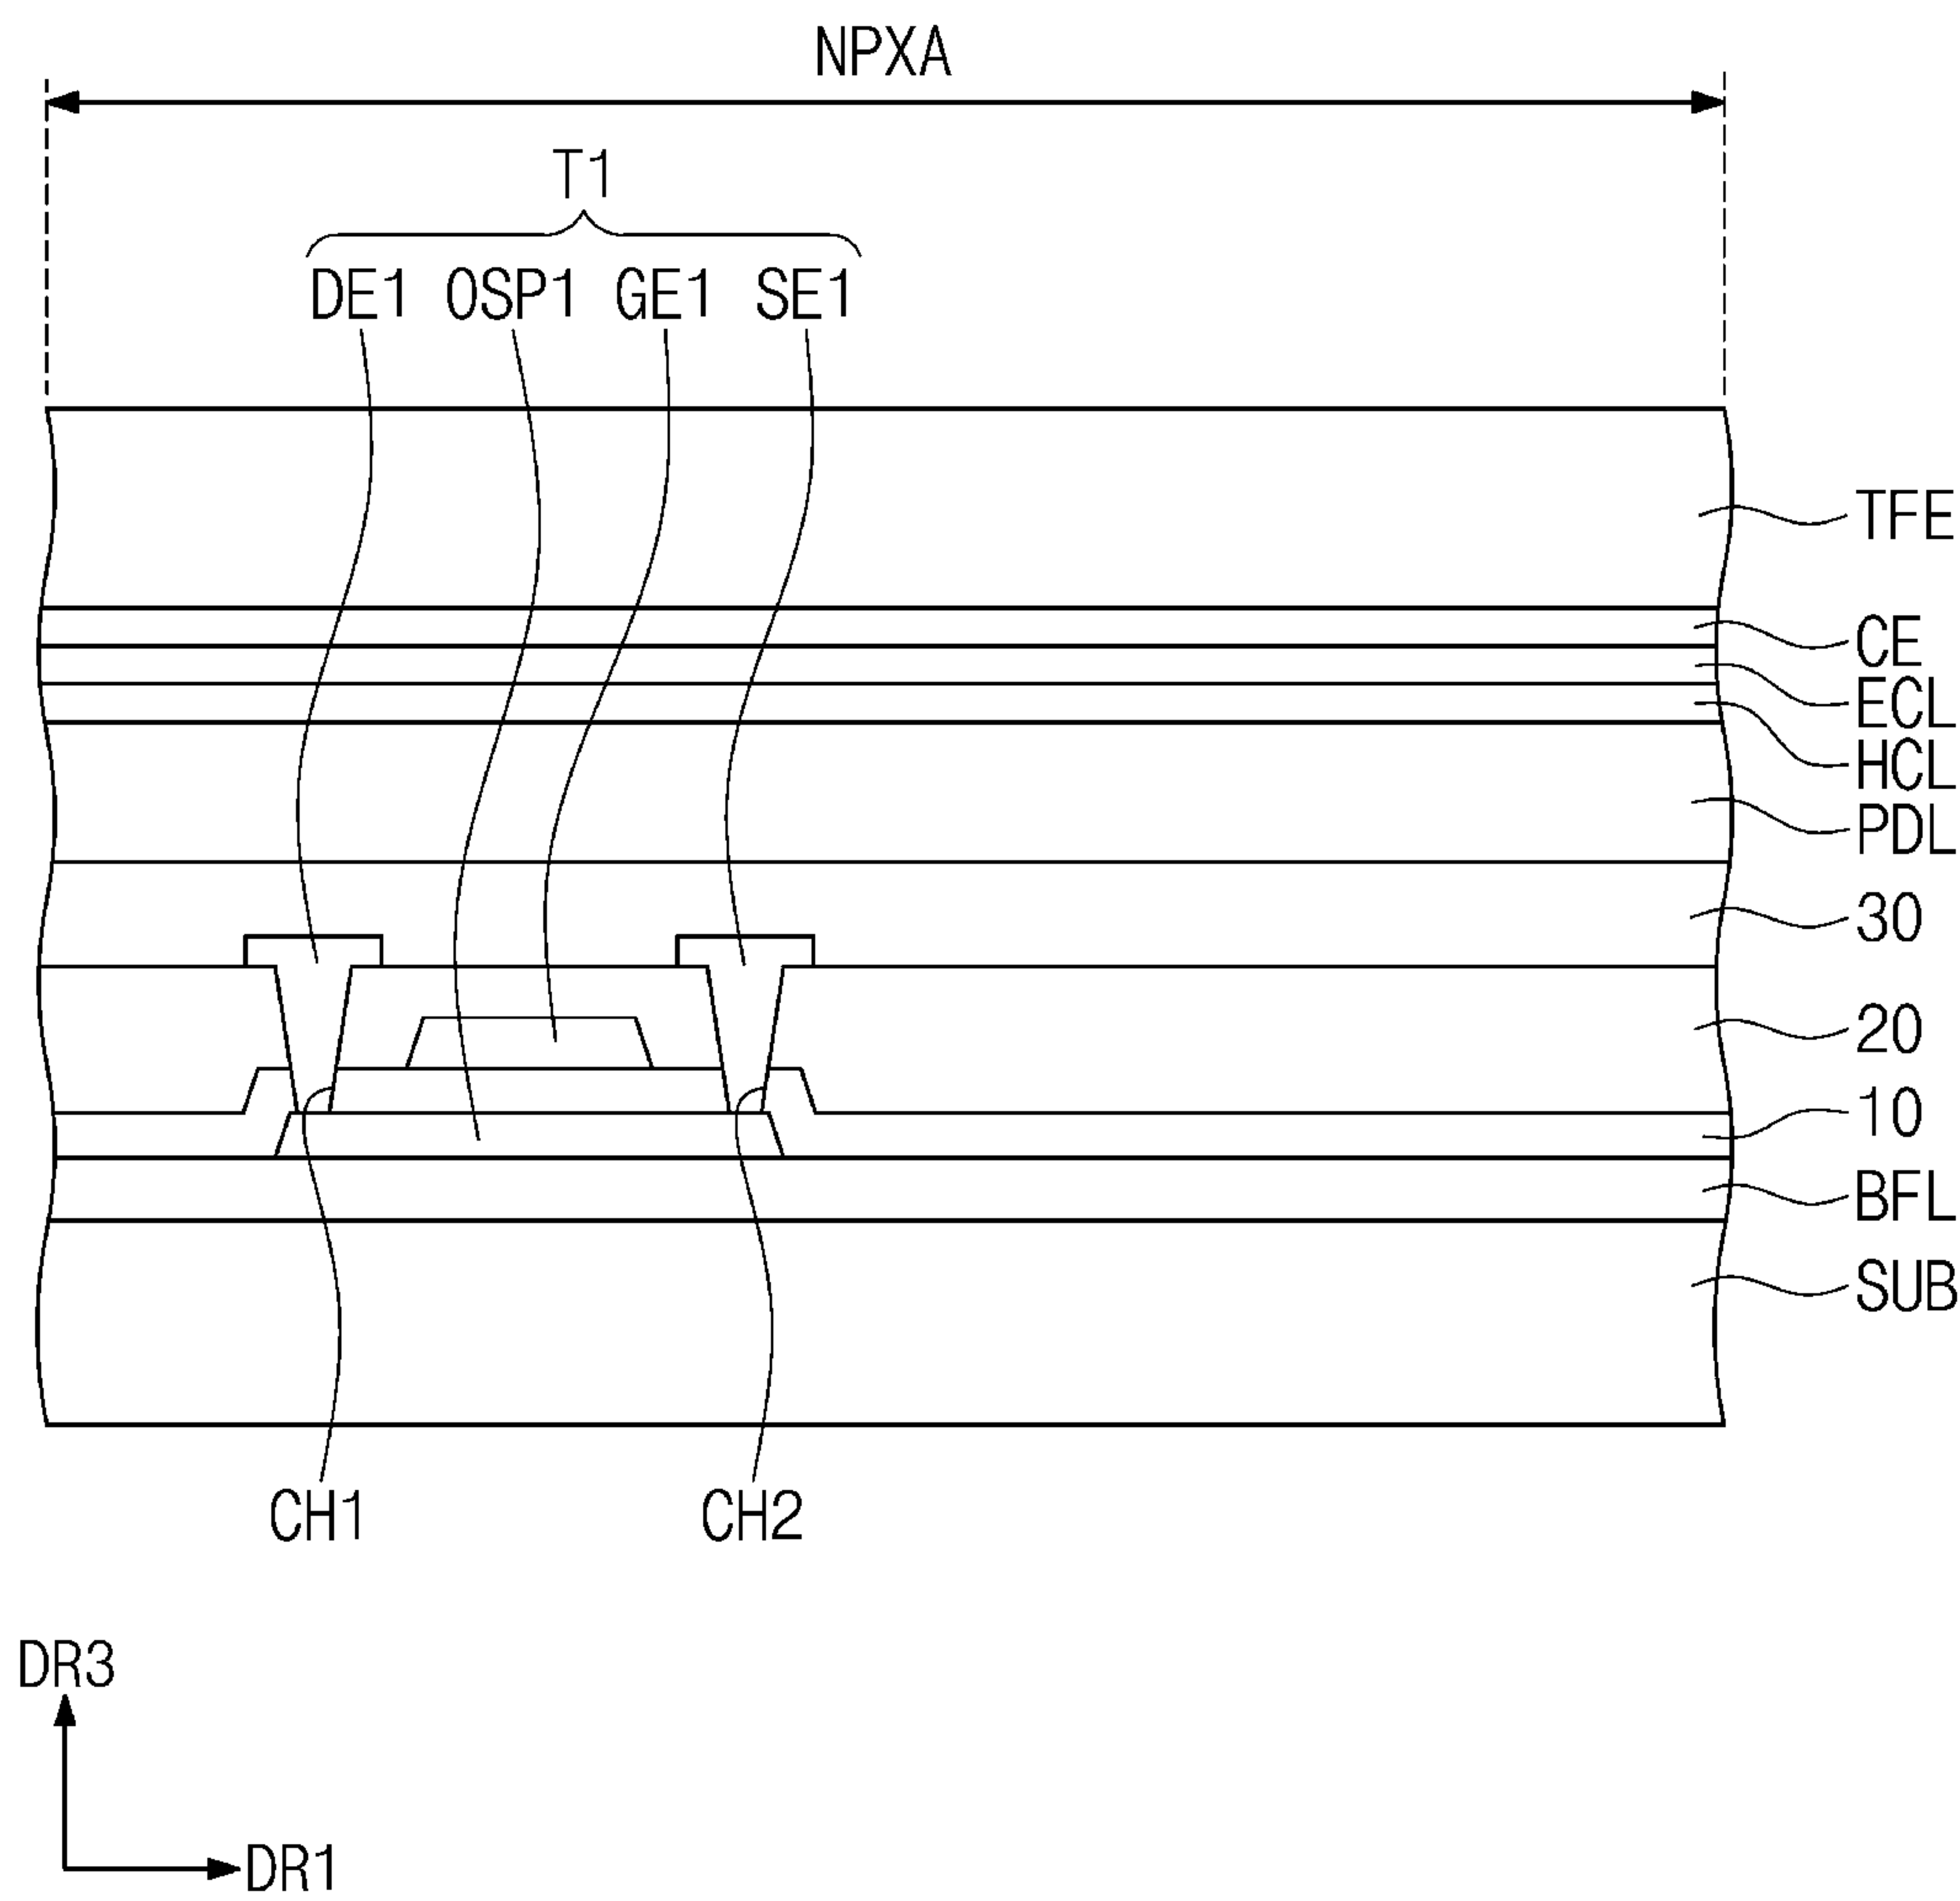 NPXA
T1
DE1 OSP1 GE1 SE1
TFE
CE
ECL
HCL
PDL
30
20
10
BFL
SUB
CH1 CH2
DR3
DR1